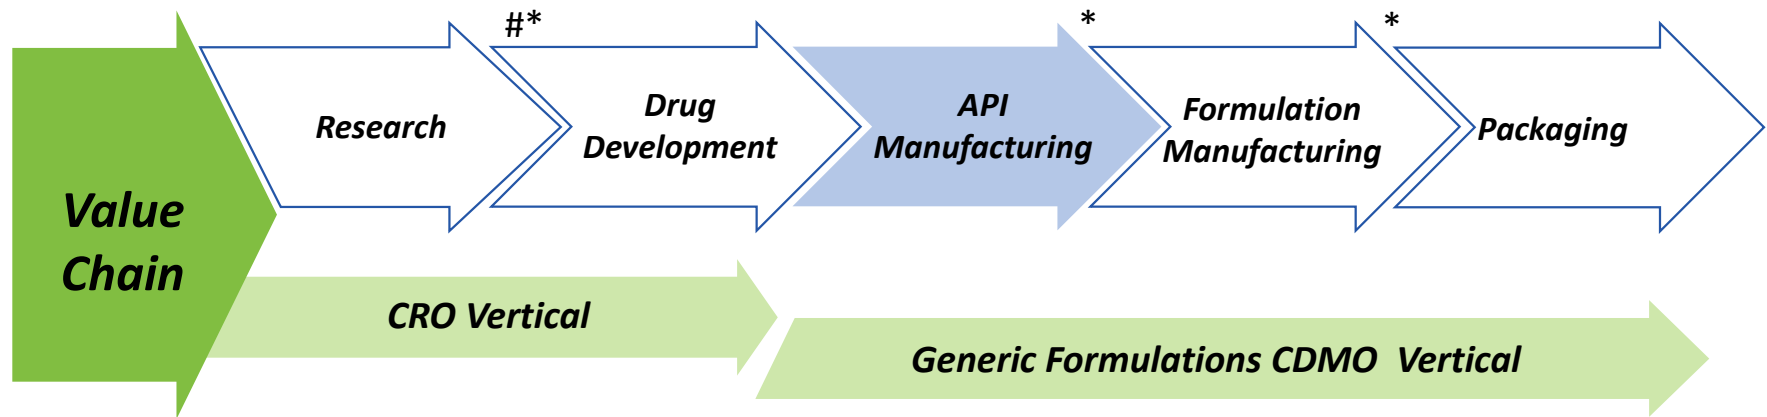 #*
*
*
Research
Drug
Development
API
Manufacturing
Formulation
Manufacturing
Packaging
Value
Chain
CRO Vertical
Generic Formulations CDMO  Vertical